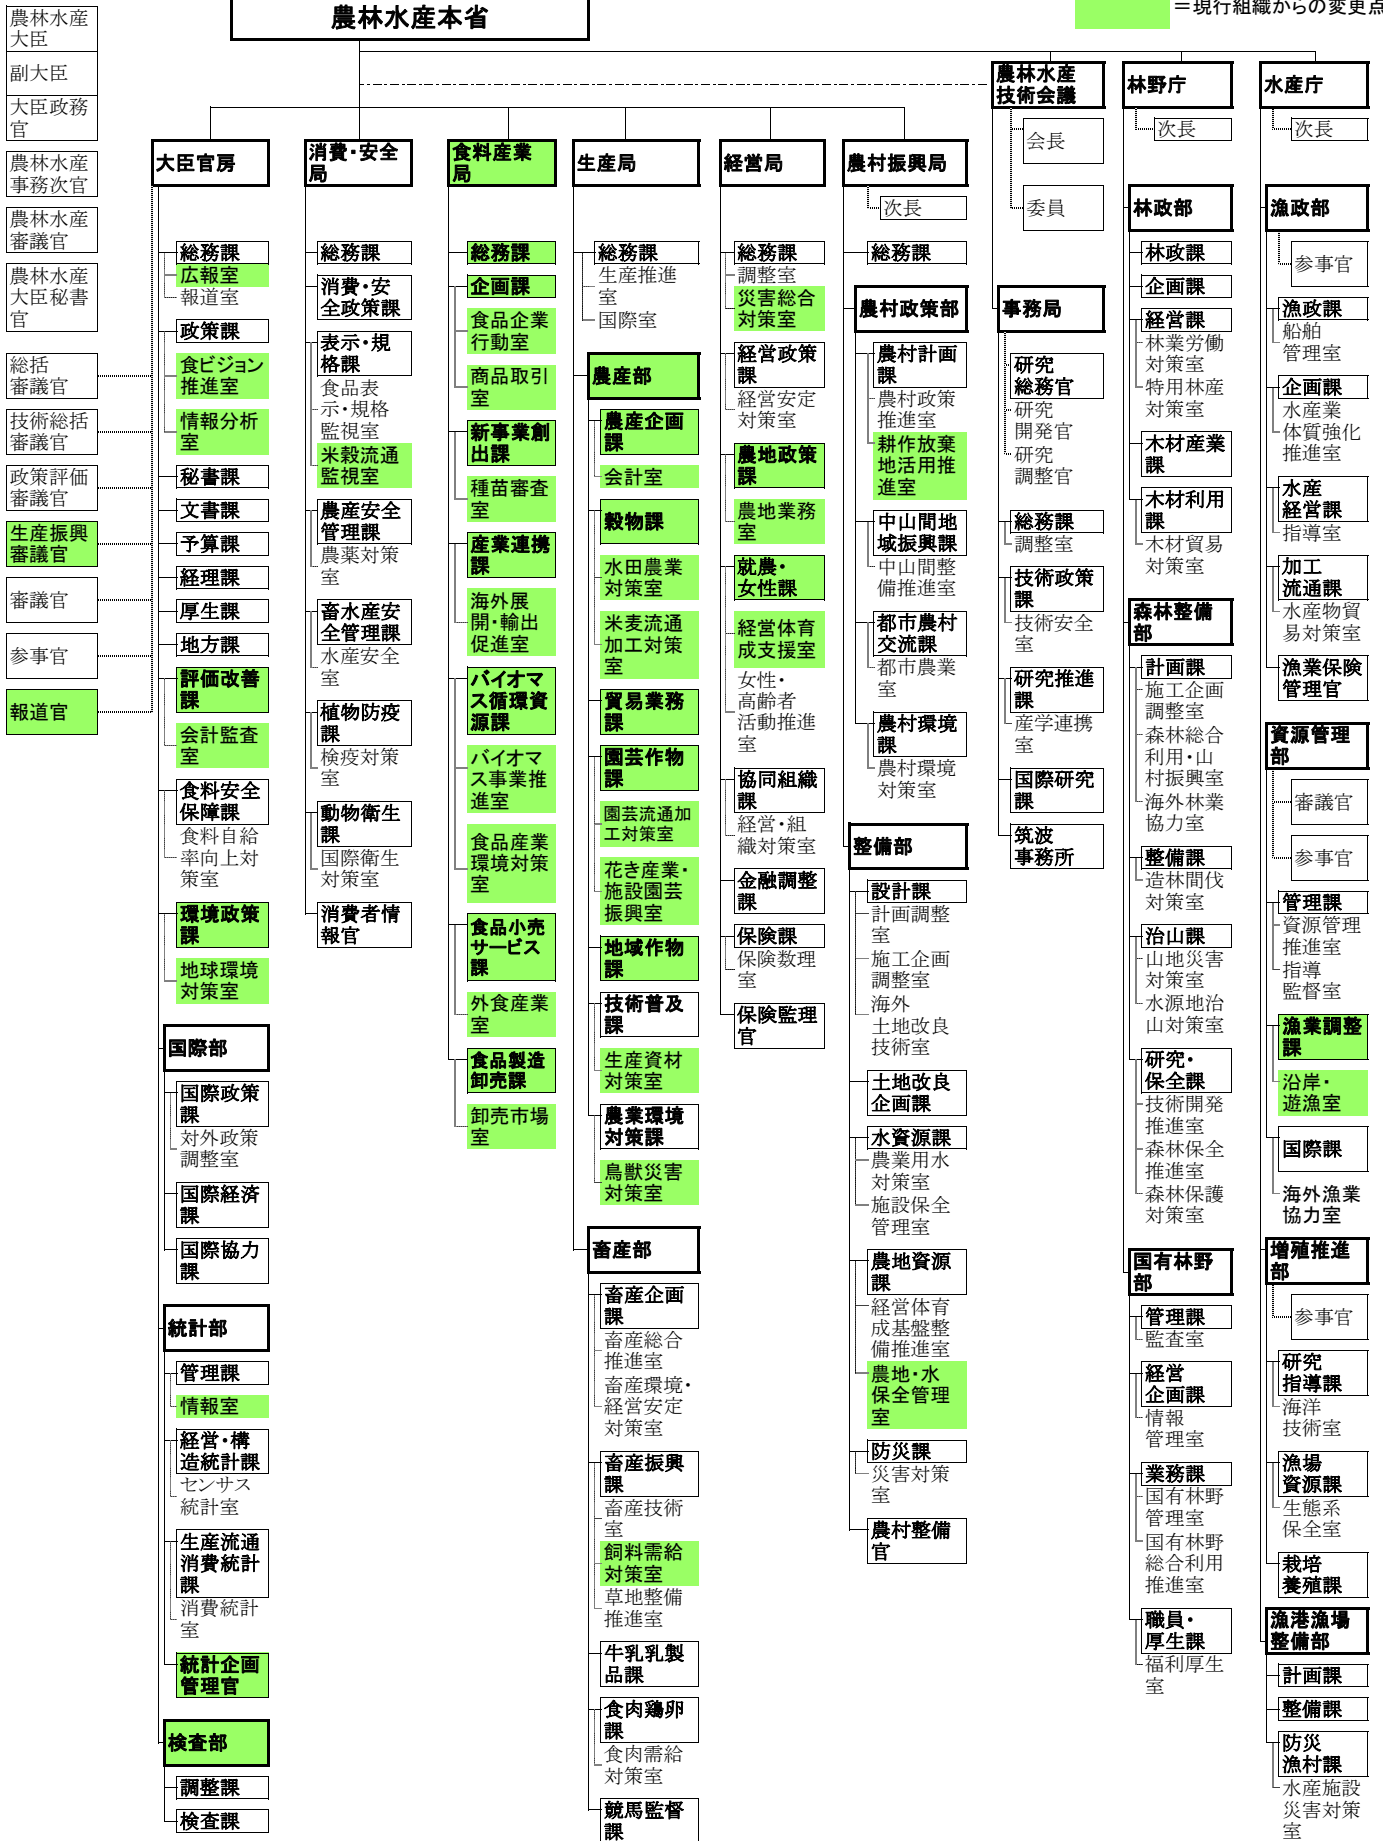 農林水産本省
＝現行組織からの変更点
農林水産
大臣
副大臣
大臣政務
官
農林水産
事務次官
農林水産
審議官
農林水産
大臣秘書
官
総括
審議官
技術総括
審議官
政策評価
審議官
生産振興
審議官
審議官
参事官
報道官
大臣官房
総務課
広報室
報道室
政策課
食ビジョン
推進室
情報分析
室
秘書課
文書課
予算課
経理課
厚生課
地方課
評価改善
課
会計監査
室
食料安全
保障課
食料自給
率向上対
策室
環境政策
課
地球環境
対策室
国際部
国際政策
課
対外政策
調整室
国際経済
課
国際協力
課
統計部
管理課
情報室
経営・構
造統計課
センサス
統計室
生産流通
消費統計
課
消費統計
室
統計企画
管理官
検査部
調整課
検査課
消費・安全
局
総務課
消費・安
全政策課
表示・規
格課
食品表
示・規格
監視室
米穀流通
監視室
農産安全
管理課
農薬対策
室
畜水産安
全管理課
水産安全
室
植物防疫
課
検疫対策
室
動物衛生
課
国際衛生
対策室
消費者情
報官
食料産業
局
総務課
企画課
食品企業
行動室
商品取引
室
新事業創
出課
種苗審査
室
産業連携
課
海外展
開・輸出
促進室
バイオマ
ス循環資
源課
バイオマ
ス事業推
進室
食品産業
環境対策
室
食品小売
サービス
課
外食産業
室
食品製造
卸売課
卸売市場
室
生産局
総務課
生産推進
室
国際室
農産部
農産企画
課
会計室
穀物課
水田農業
対策室
米麦流通
加工対策
室
貿易業務
課
園芸作物
課
園芸流通加
工対策室
花き産業・
施設園芸
振興室
地域作物
課
技術普及
課
生産資材
対策室
農業環境
対策課
鳥獣災害
対策室
畜産部
畜産企画
課
畜産総合
推進室
畜産環境・
経営安定
対策室
畜産振興
課
畜産技術
室
飼料需給
対策室
草地整備
推進室
牛乳乳製
品課
食肉鶏卵
課
食肉需給
対策室
競馬監督
課
経営局
総務課
調整室
災害総合
対策室
経営政策
課
経営安定
対策室
農地政策
課
農地業務
室
就農・
女性課
経営体育
成支援室
女性・
高齢者
活動推進
室
協同組織
課
経営・組
織対策室
金融調整
課
保険課
保険数理
室
保険監理
官
農村振興局
次長
総務課
農村政策部
農村計画
課
農村政策
推進室
耕作放棄
地活用推
進室
中山間地
域振興課
中山間整
備推進室
都市農村
交流課
都市農業
室
農村環境
課
農村環境
対策室
整備部
設計課
計画調整
室
施工企画
調整室
海外
土地改良
技術室
土地改良
企画課
水資源課
農業用水
対策室
施設保全
管理室
農地資源
課
経営体育
成基盤整
備推進室
農地・水
保全管理
室
防災課
災害対策
室
農村整備
官
農林水産
技術会議
会長
委員
事務局
研究
総務官
研究
開発官
研究
調整官
総務課
調整室
技術政策
課
技術安全
室
研究推進
課
産学連携
室
国際研究
課
筑波
事務所
林野庁
次長
林政部
林政課
企画課
経営課
林業労働
対策室
特用林産
対策室
木材産業
課
木材利用
課
木材貿易
対策室
森林整備
部
計画課
施工企画
調整室
森林総合
利用・山
村振興室
海外林業
協力室
整備課
造林間伐
対策室
治山課
山地災害
対策室
水源地治
山対策室
研究・
保全課
技術開発
推進室
森林保全
推進室
森林保護
対策室
国有林野
部
管理課
監査室
経営
企画課
情報
管理室
業務課
国有林野
管理室
国有林野
総合利用
推進室
職員・
厚生課
福利厚生
室
水産庁
次長
漁政部
参事官
漁政課
船舶
管理室
企画課
水産業
体質強化
推進室
水産
経営課
指導室
加工
流通課
水産物貿
易対策室
漁業保険
管理官
資源管理
部
審議官
参事官
管理課
資源管理
推進室
指導
監督室
漁業調整
課
沿岸・
遊漁室
国際課
海外漁業
協力室
増殖推進
部
参事官
研究
指導課
海洋
技術室
漁場
資源課
生態系
保全室
栽培
養殖課
漁港漁場
整備部
計画課
整備課
防災
漁村課
水産施設
災害対策
室